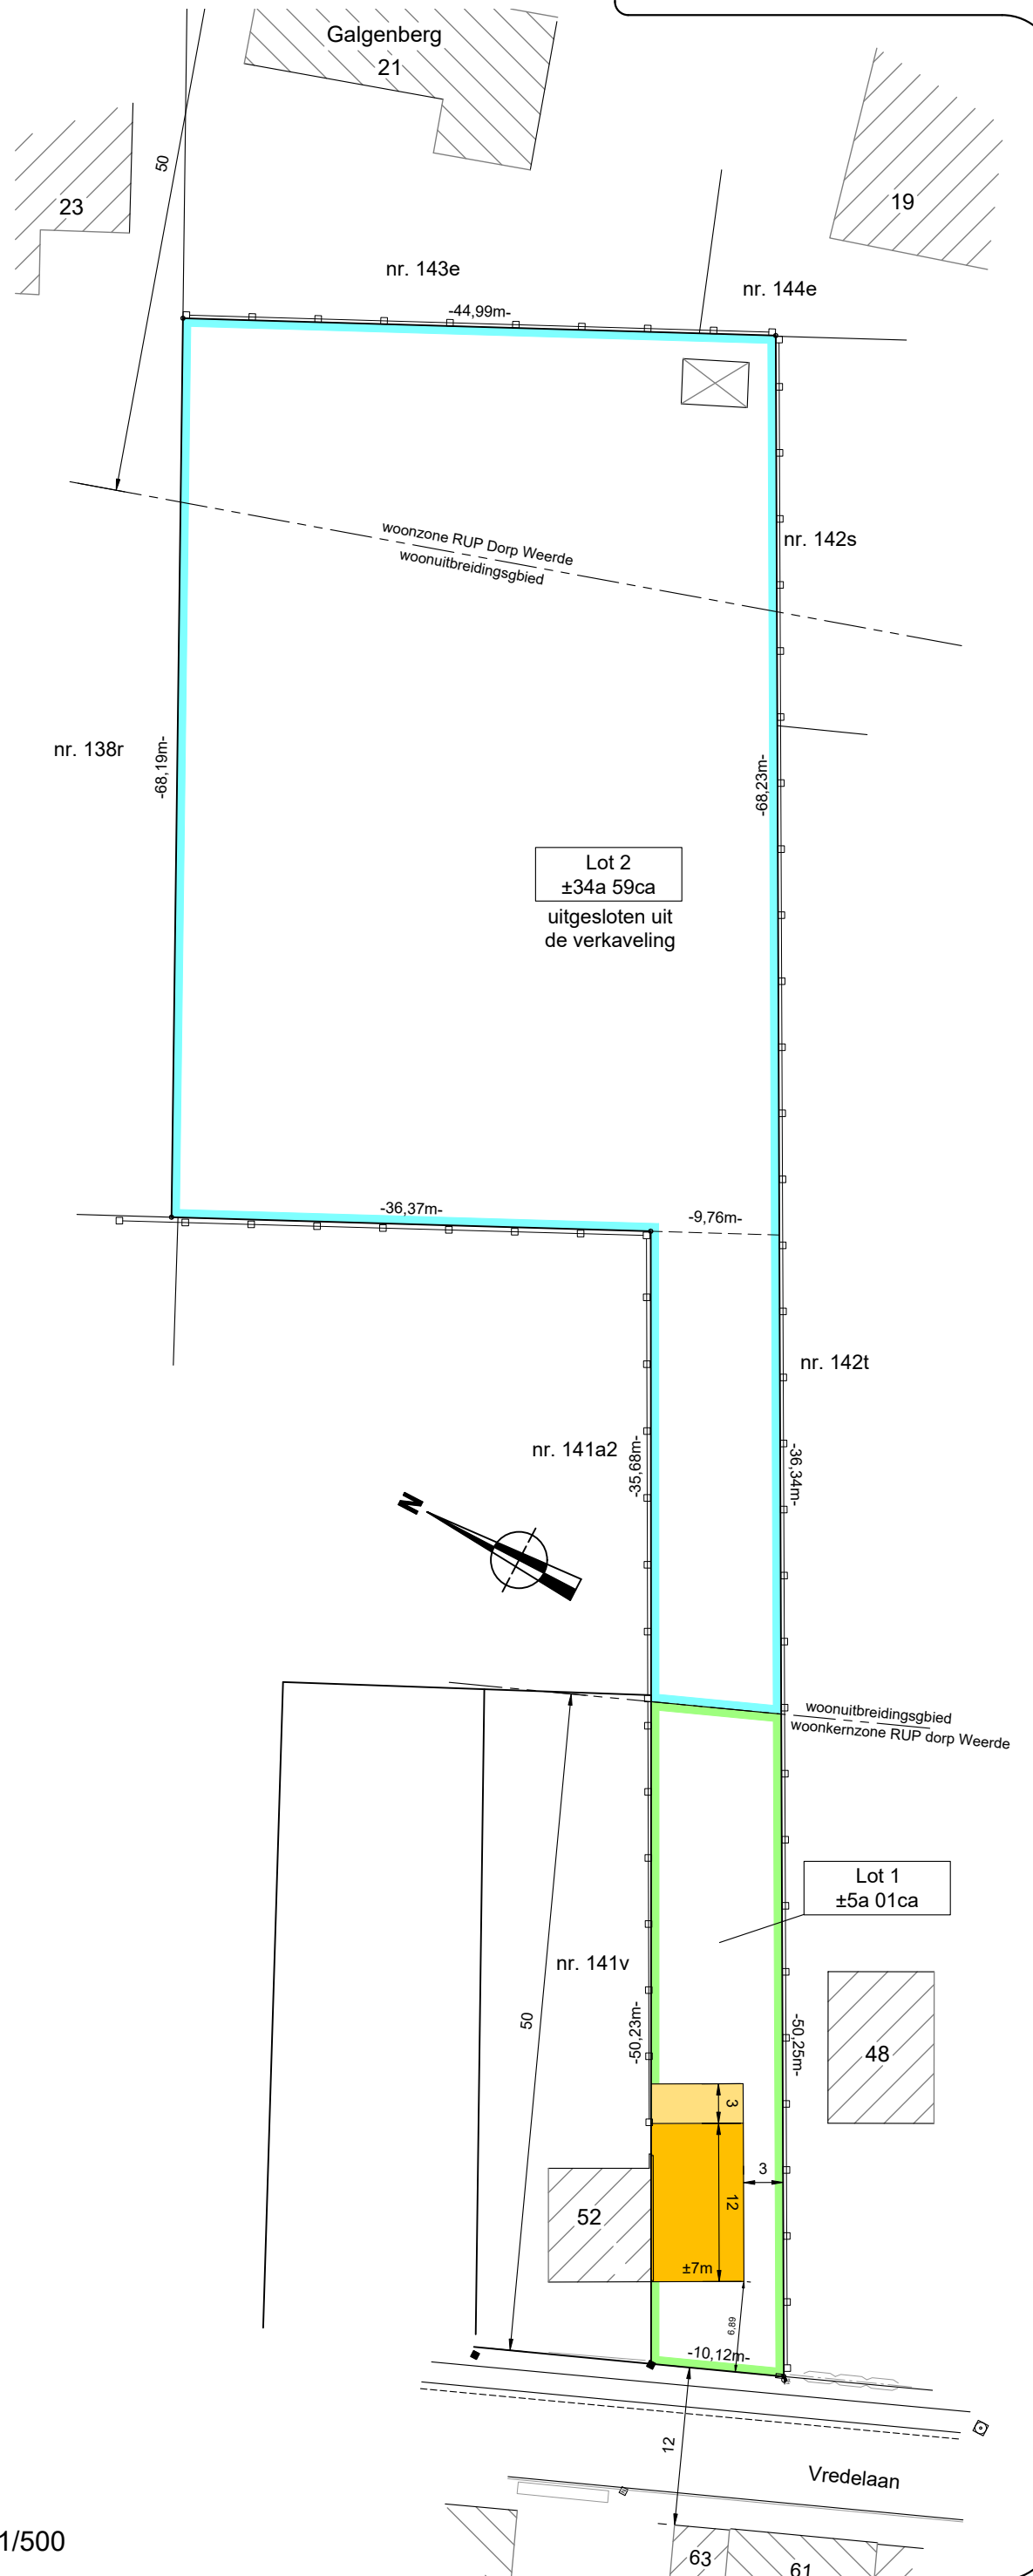 Galgenberg
21
50
23
19
nr. 143e
nr. 144e
-44,99m-
woonzone RUP Dorp Weerde
woonuitbreidingsgbied
nr. 142s
nr. 138r
-68,19m-
-68,23m-
Lot 2
±34a 59ca
uitgesloten uit
de verkaveling
-36,37m-
-9,76m-
nr. 142t
nr. 141a2
-35,68m-
-36,34m-
N
woonuitbreidingsgbied
woonkernzone RUP dorp Weerde
Lot 1
±5a 01ca
nr. 141v
50
-50,23m-
-50,25m-
48
3
3
12
52
±7m
6.89
-10,12m-
12
Vredelaan
1/500
63
61